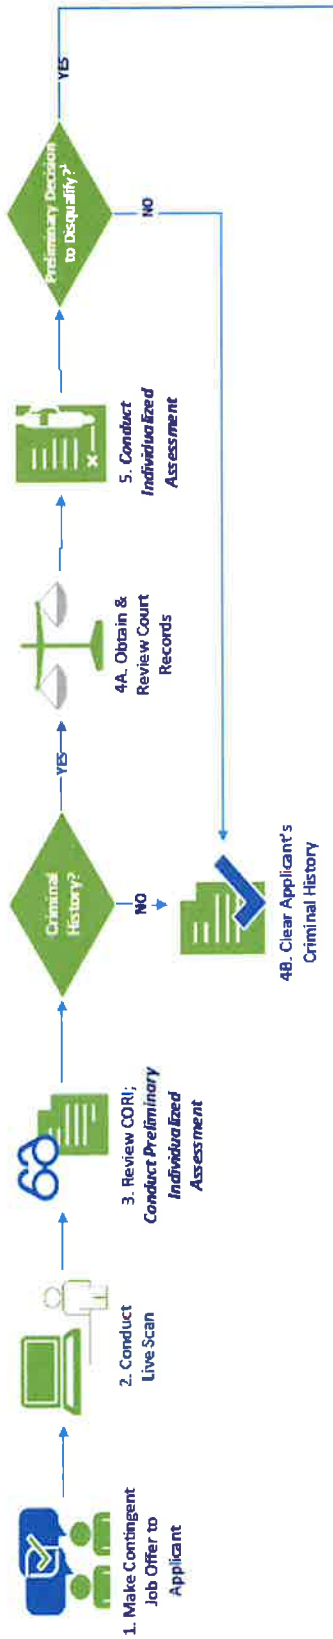 1. Make Contingent
Job Offer to
Applicant
2. Conduct
Live Scan
3. Review CORI;
Conduct Preliminary
Individualized
Assessment
Criminal
History?
YES
NO
4A. Obtain &
Review Court
Records
4B. Clear Applicant's
Criminal History
5. Conduct
Individualized
Assessment
Preliminary Decision
to Disqualify?¹
YES
NO